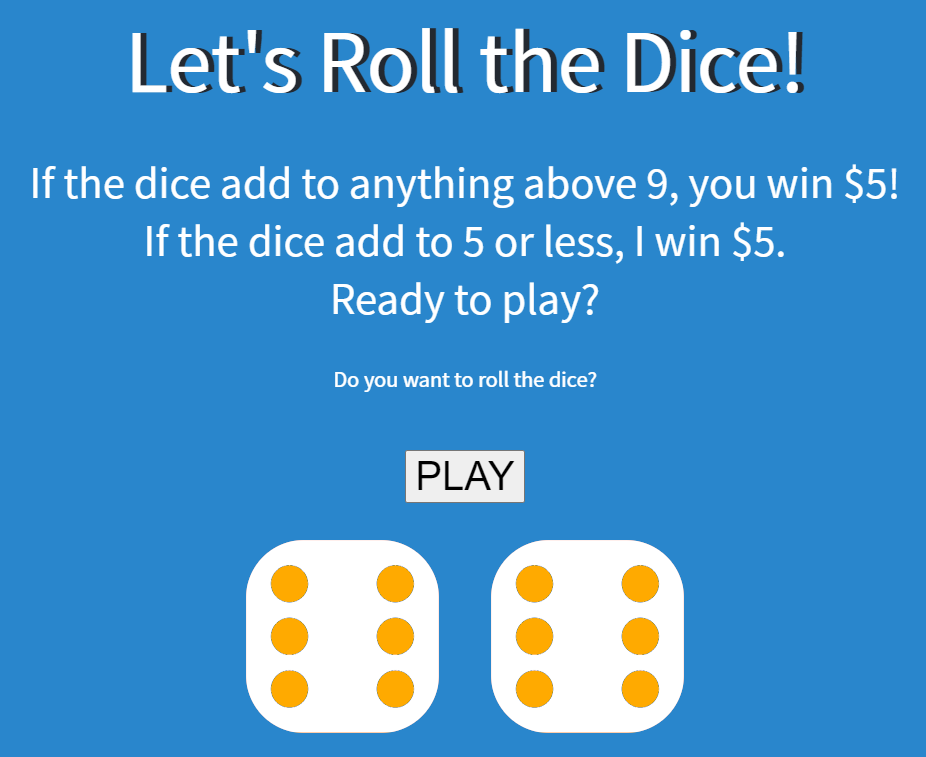 Let's Roll the Dice!
If the dice add to anything above 9, you win $5!
If the dice add to 5 or less, I win $5.
Ready to play?
Do you want to roll the dice?
PLAY